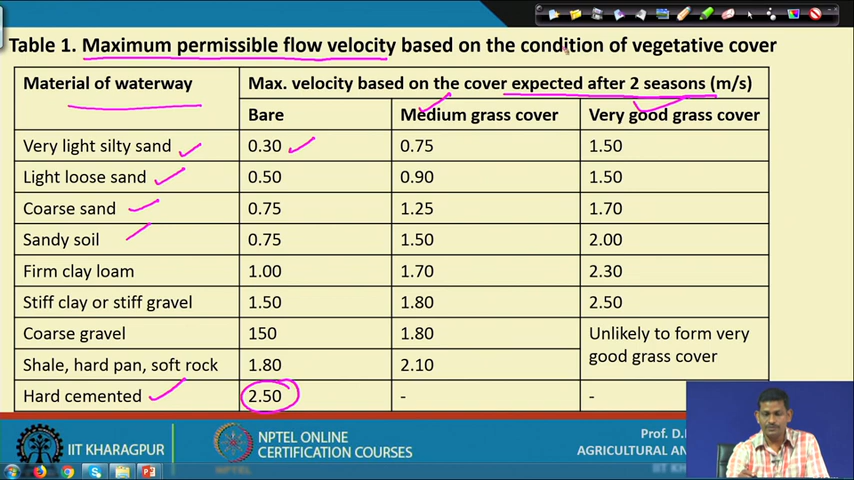 Table 1. Maximum permissible flow velocity based on the condition of vegetative cover
Material of waterway
Max. velocity based on the cover expected after 2 seasons (m/s)
Bare
Medium grass cover
Very good grass cover
Very light silty sand
0.30
0.75
1.50
Light loose sand
0.50
0.90
1.50
Coarse sand
0.75
1.25
1.70
Sandy soil
0.75
1.50
2.00
Firm clay loam
1.00
1.70
2.30
Stiff clay or stiff gravel
1.50
1.80
2.50
Coarse gravel
150
1.80
Unlikely to form very
good grass cover
Shale, hard pan, soft rock
1.80
2.10
Hard cemented
2.50
-
-
IIT KHARAGPUR
NPTEL ONLINE
CERTIFICATION COURSES
Prof. D.
AGRICULTURAL AN